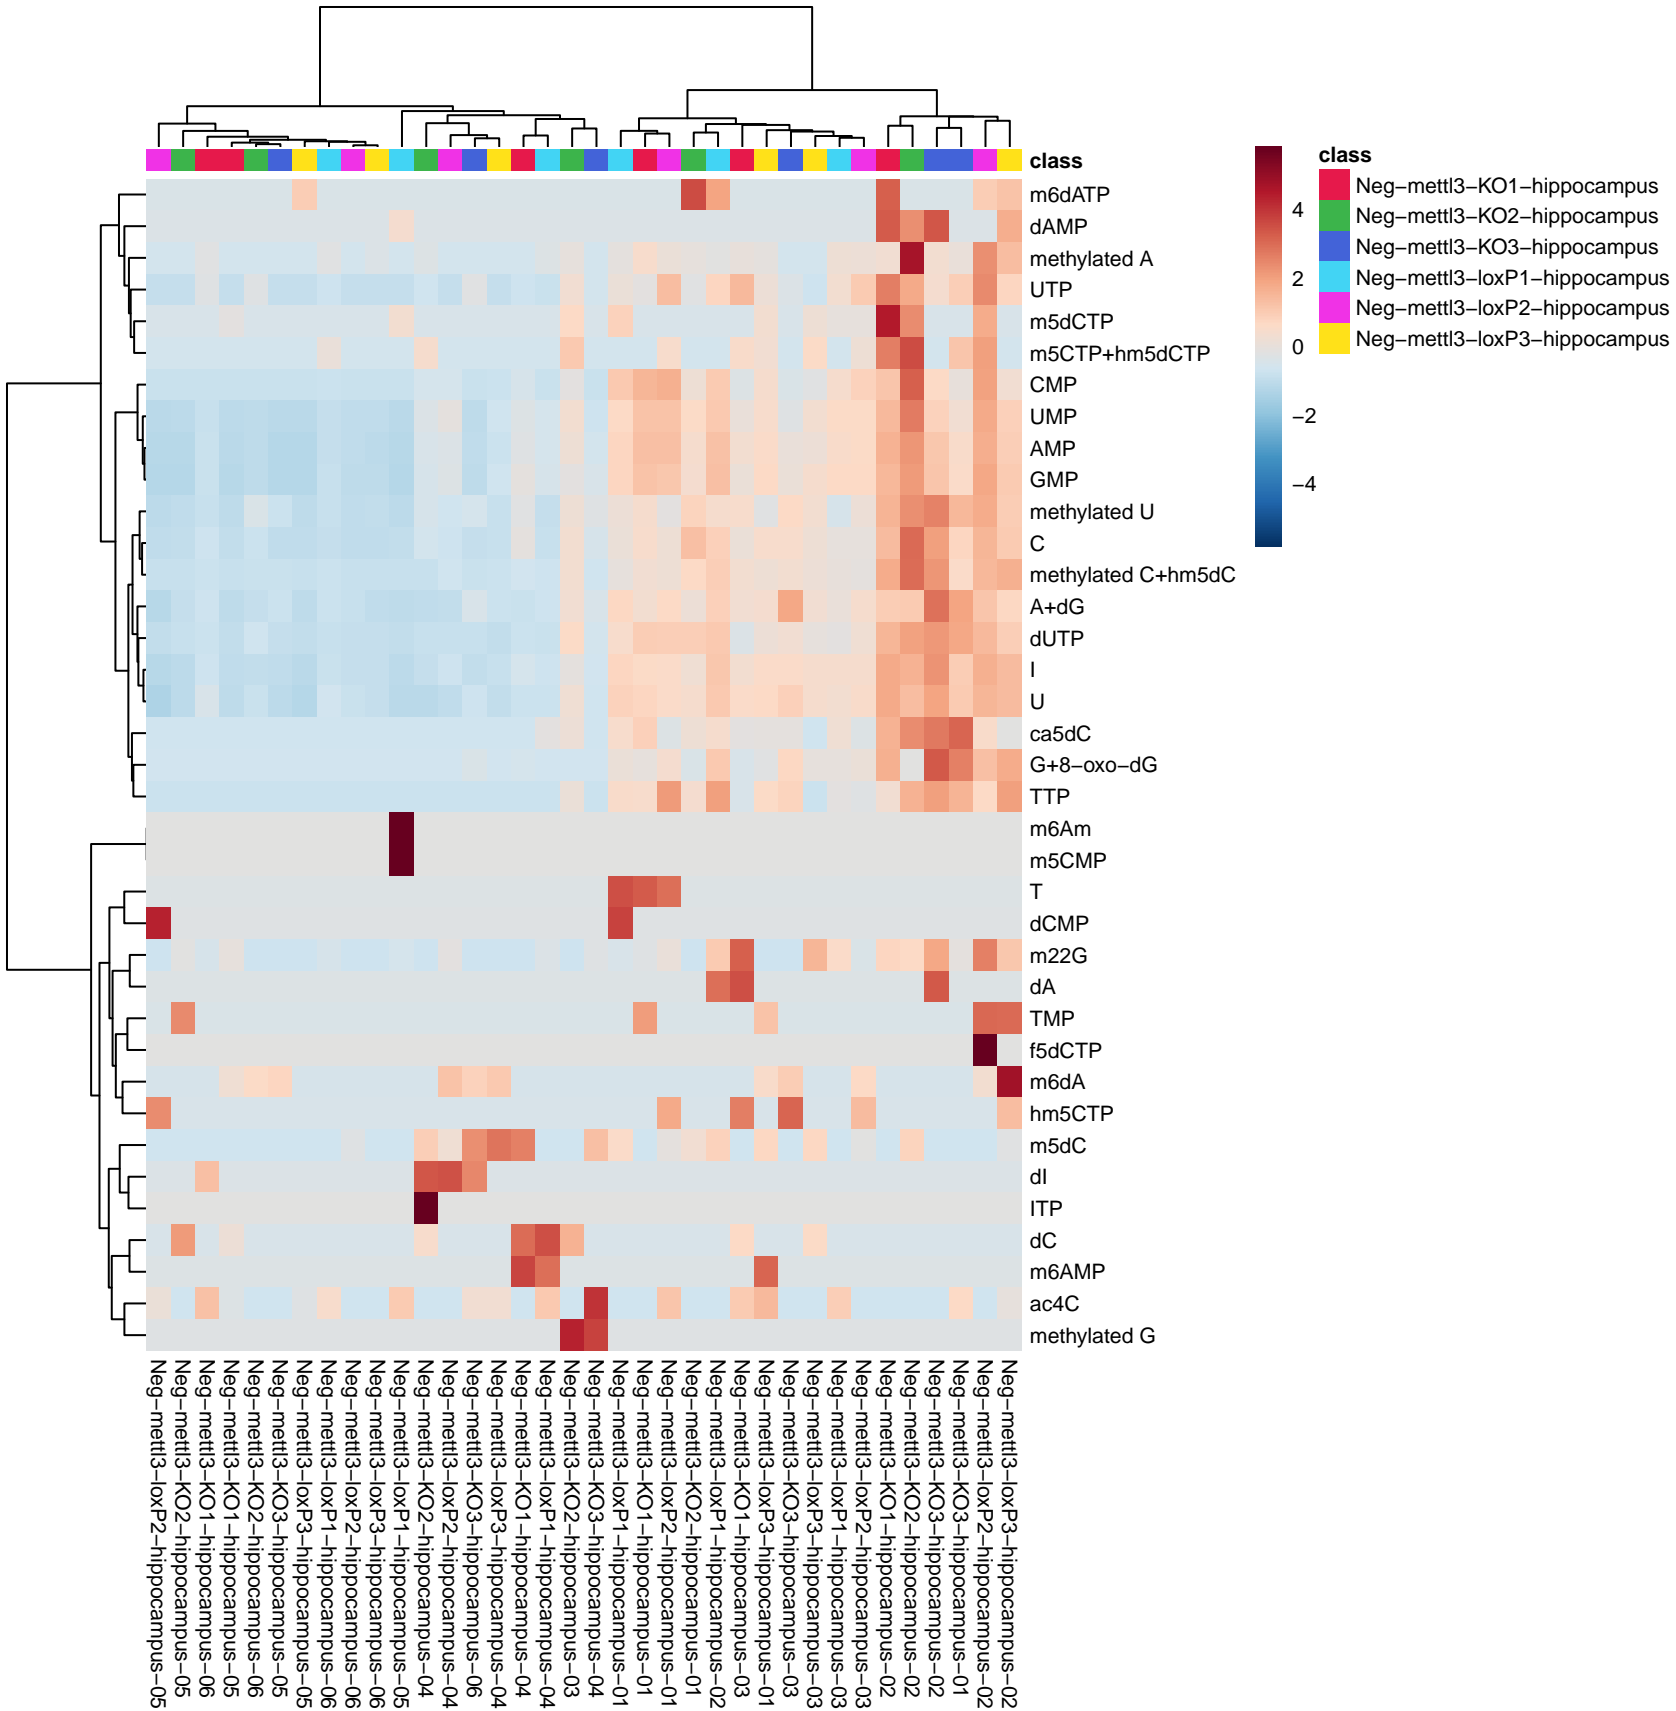 class
m6dATP
dAMP
methylated A
UTP
m5dCTP
m5CTP+hm5dCTP
CMP
UMP
AMP
GMP
methylated U
C
methylated C+hm5dC
A+dG
dUTP
I
U
ca5dC
G+8−oxo−dG
TTP
m6Am
m5CMP
T
dCMP
m22G
dA
TMP
f5dCTP
m6dA
hm5CTP
m5dC
dI
ITP
dC
m6AMP
ac4C
methylated G
4
2
0
−2
−4
class
Neg−mettl3−KO1−hippocampus
Neg−mettl3−KO2−hippocampus
Neg−mettl3−KO3−hippocampus
Neg−mettl3−loxP1−hippocampus
Neg−mettl3−loxP2−hippocampus
Neg−mettl3−loxP3−hippocampus
Neg−mettl3−loxP2−hippocampus−05
Neg−mettl3−KO2−hippocampus−05
Neg−mettl3−KO1−hippocampus−06
Neg−mettl3−KO1−hippocampus−05
Neg−mettl3−KO2−hippocampus−06
Neg−mettl3−KO3−hippocampus−05
Neg−mettl3−loxP3−hippocampus−05
Neg−mettl3−loxP1−hippocampus−06
Neg−mettl3−loxP2−hippocampus−06
Neg−mettl3−loxP3−hippocampus−06
Neg−mettl3−loxP1−hippocampus−05
Neg−mettl3−KO2−hippocampus−04
Neg−mettl3−loxP2−hippocampus−04
Neg−mettl3−KO3−hippocampus−06
Neg−mettl3−loxP3−hippocampus−04
Neg−mettl3−KO1−hippocampus−04
Neg−mettl3−loxP1−hippocampus−04
Neg−mettl3−KO2−hippocampus−03
Neg−mettl3−KO3−hippocampus−04
Neg−mettl3−loxP1−hippocampus−01
Neg−mettl3−KO1−hippocampus−01
Neg−mettl3−loxP2−hippocampus−01
Neg−mettl3−KO2−hippocampus−01
Neg−mettl3−loxP1−hippocampus−02
Neg−mettl3−KO1−hippocampus−03
Neg−mettl3−loxP3−hippocampus−01
Neg−mettl3−KO3−hippocampus−03
Neg−mettl3−loxP3−hippocampus−03
Neg−mettl3−loxP1−hippocampus−03
Neg−mettl3−loxP2−hippocampus−03
Neg−mettl3−KO1−hippocampus−02
Neg−mettl3−KO2−hippocampus−02
Neg−mettl3−KO3−hippocampus−02
Neg−mettl3−KO3−hippocampus−01
Neg−mettl3−loxP2−hippocampus−02
Neg−mettl3−loxP3−hippocampus−02